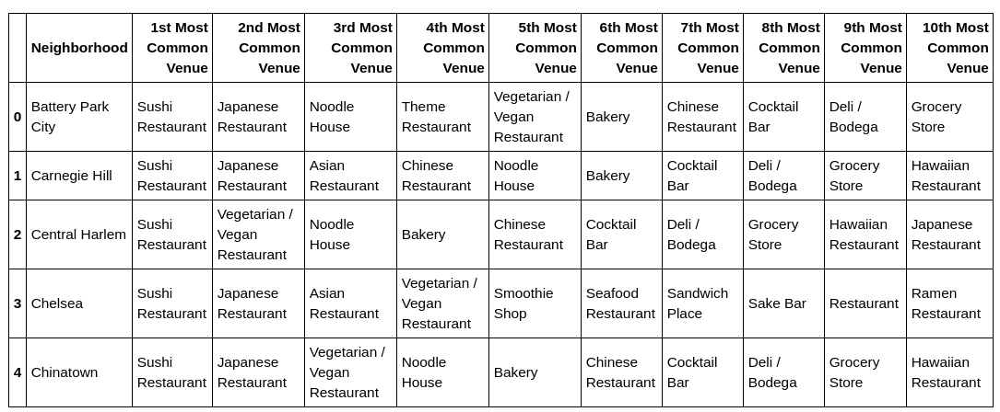 Neighborhood 1st Most Common Venue 2nd Most Common Venue 3rd Most Common Venue 4th Most Common Venue 5th Most Common Venue 6th Most Common Venue 7th Most Common Venue 8th Most Common Venue 9th Most Common Venue 10th Most Common Venue
0 Battery Park City Sushi Restaurant Japanese Restaurant Noodle House Theme Restaurant Vegetarian / Vegan Restaurant Bakery Chinese Restaurant Cocktail Bar Deli / Bodega Grocery Store
1 Carnegie Hill Sushi Restaurant Japanese Restaurant Asian Restaurant Chinese Restaurant Noodle House Bakery Cocktail Bar Deli / Bodega Grocery Store Hawaiian Restaurant
2 Central Harlem Sushi Restaurant Vegetarian / Vegan Restaurant Noodle House Bakery Chinese Restaurant Cocktail Bar Deli / Bodega Grocery Store Hawaiian Restaurant Japanese Restaurant
3 Chelsea Sushi Restaurant Japanese Restaurant Asian Restaurant Vegetarian / Vegan Restaurant Smoothie Shop Seafood Restaurant Sandwich Place Sake Bar Restaurant Ramen Restaurant
4 Chinatown Sushi Restaurant Japanese Restaurant Vegetarian / Vegan Restaurant Noodle House Bakery Chinese Restaurant Cocktail Bar Deli / Bodega Grocery Store Hawaiian Restaurant